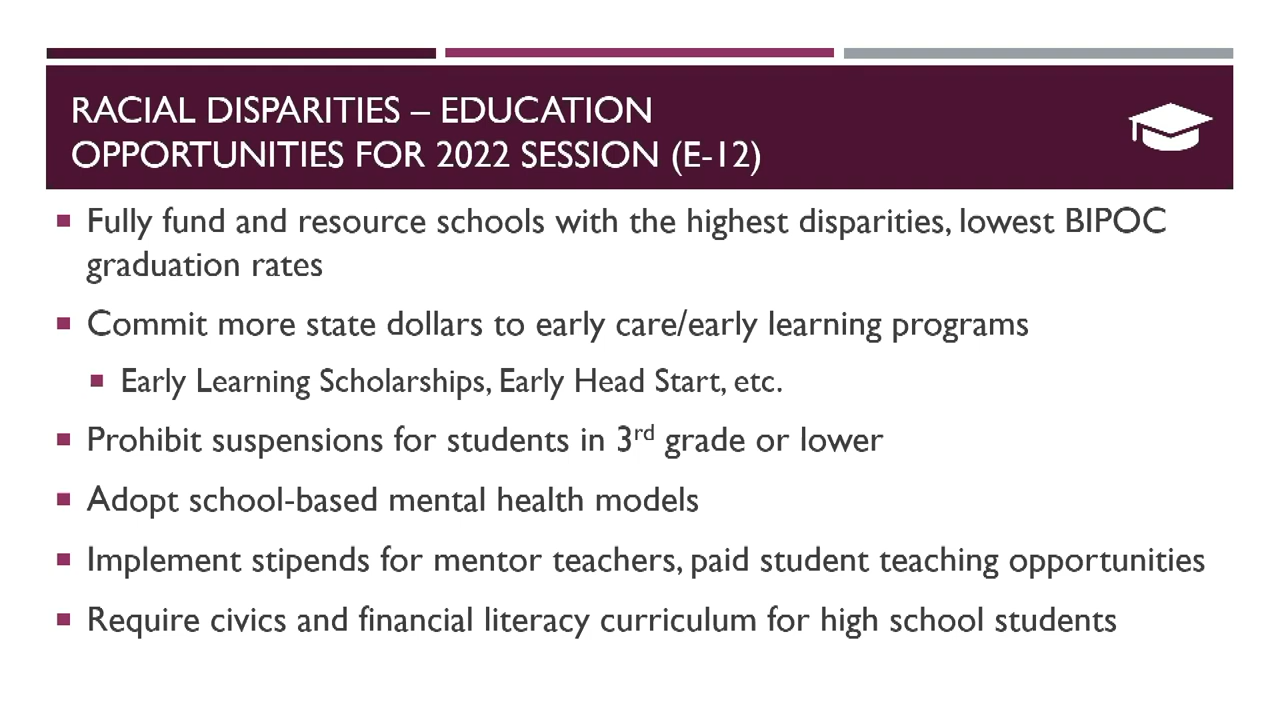 RACIAL DISPARITIES – EDUCATION
OPPORTUNITIES FOR 2022 SESSION (E-12)
Fully fund and resource schools with the highest disparities, lowest BIPOC
graduation rates
Commit more state dollars to early care/early learning programs
Early Learning Scholarships, Early Head Start, etc.
Prohibit suspensions for students in 3rd grade or lower
Adopt school-based mental health models
Implement stipends for mentor teachers, paid student teaching opportunities
Require civics and financial literacy curriculum for high school students